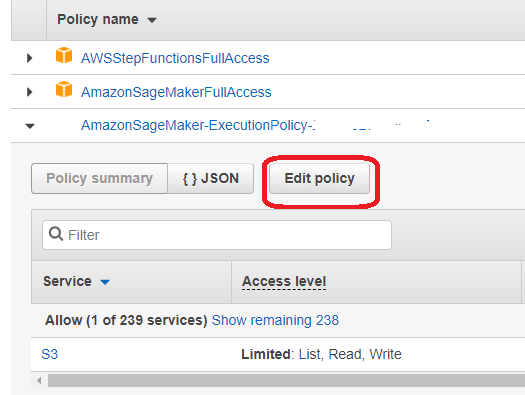 Policy name
AWSStepFunctionsFullAccess
AmazonSageMakerFullAccess
AmazonSageMaker-ExecutionPolicy-
Policy summary { } JSON Edit policy
Filter
Service Access level
Allow (1 of 239 services) Show remaining 238
S3 Limited: List, Read, Write